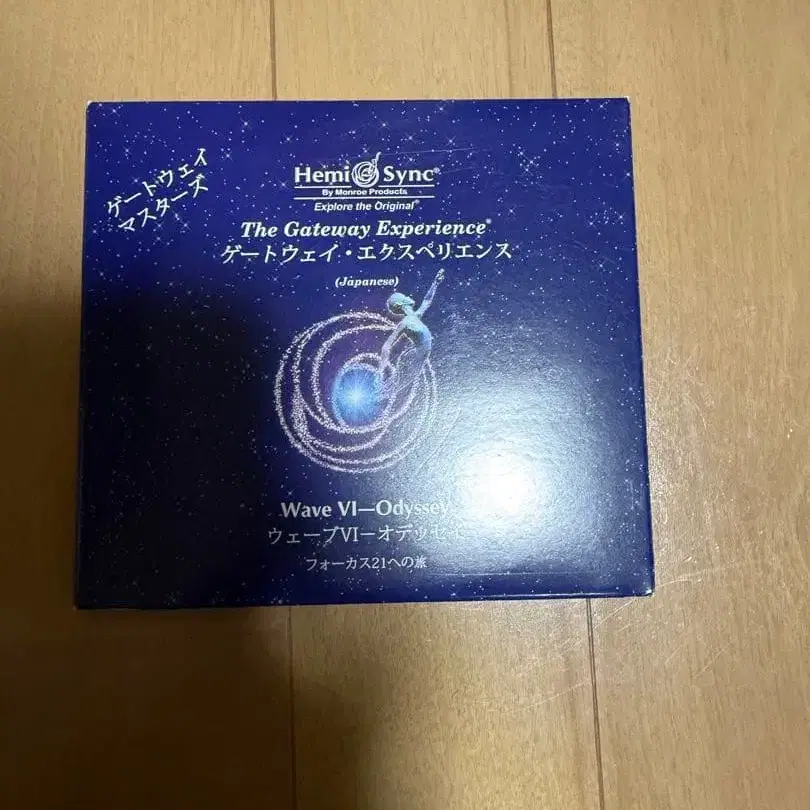 ゲートウェイ
マスターズ
Hemi Sync®
By Monroe Products
Explore the Original®
The Gateway Experience®
ゲートウェイ・エクスペリエンス
(Japanese)
Wave VI—Odyssey
ウェーブVI－オデッセイ
フォーカス21への旅